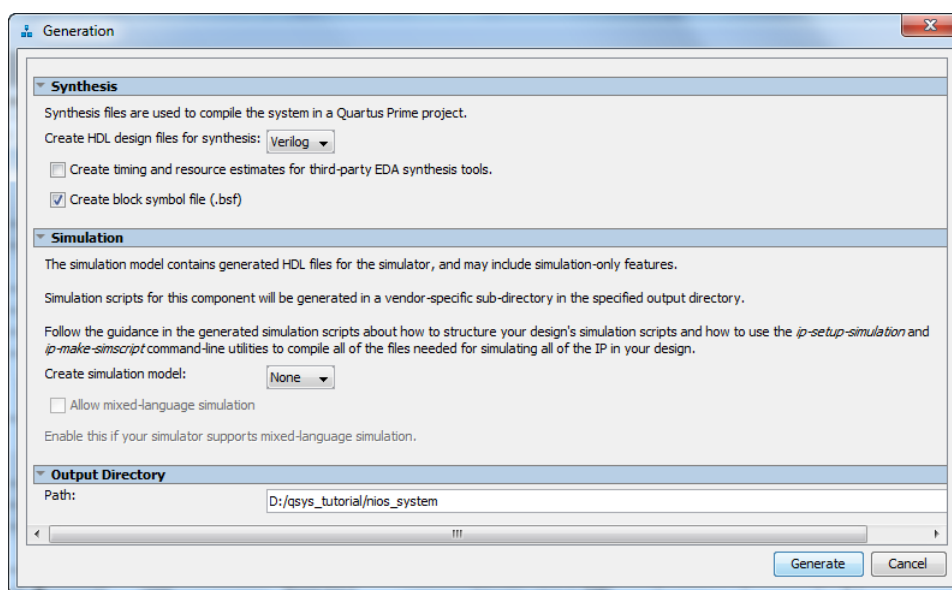 Generation
Synthesis
Synthesis files are used to compile the system in a Quartus Prime project.
Create HDL design files for synthesis: Verilog
Create timing and resource estimates for third-party EDA synthesis tools.
Create block symbol file (.bsf)
Simulation
The simulation model contains generated HDL files for the simulator, and may include simulation-only features.
Simulation scripts for this component will be generated in a vendor-specific sub-directory in the specified output directory.
Follow the guidance in the generated simulation scripts about how to structure your design's simulation scripts and how to use the ip-setup-simulation and
ip-make-simscript command-line utilities to compile all of the files needed for simulating all of the IP in your design.
Create simulation model: None
Allow mixed-language simulation
Enable this if your simulator supports mixed-language simulation.
Output Directory
Path: D:/qsys_tutorial/nios_system
Generate Cancel